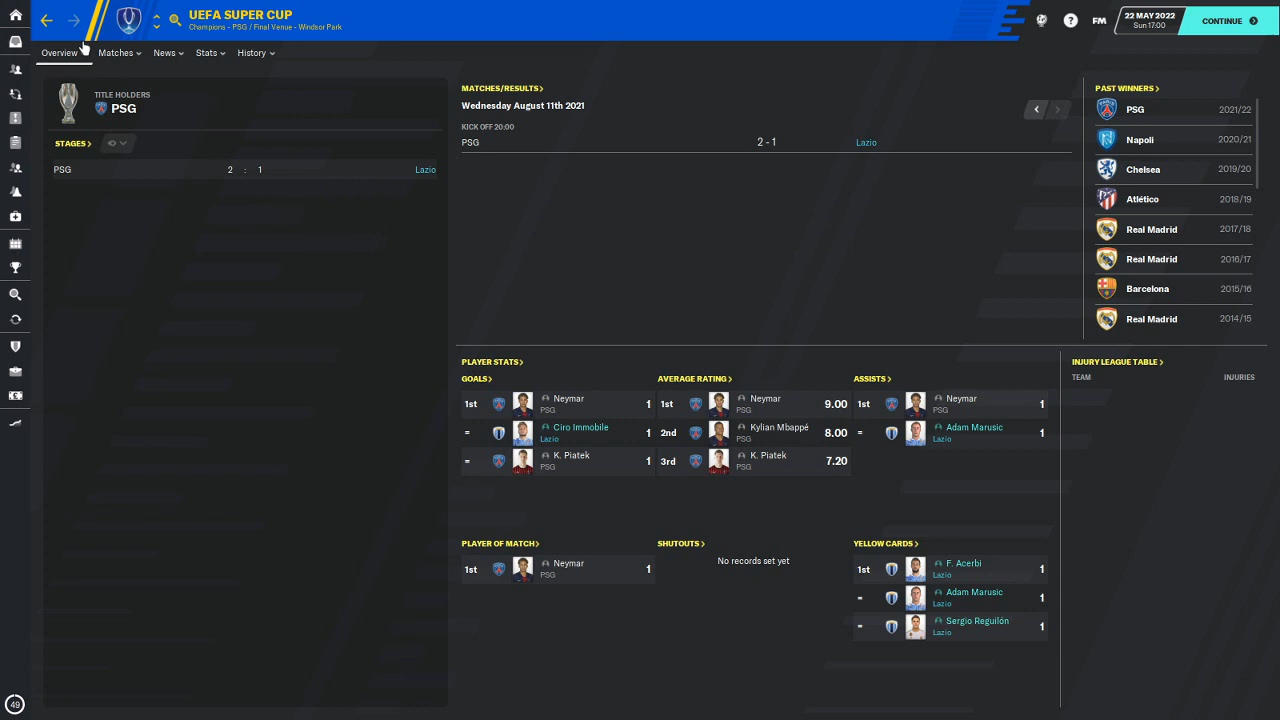 UEFA SUPER CUP
Champions - PSG / Final Venue - Windsor Park
FM
22 MAY 2022
Sun 17:00
CONTINUE
Overview
Matches
News
Stats
History
TITLE HOLDERS
PSG
STAGES
PSG 2 : 1 Lazio
MATCHES/RESULTS
Wednesday August 11th 2021
KICK OFF 20:00
PSG 2 - 1 Lazio
PAST WINNERS
PSG 2021/22
Napoli 2020/21
Chelsea 2019/20
Atlético 2018/19
Real Madrid 2017/18
Real Madrid 2016/17
Barcelona 2015/16
Real Madrid 2014/15
PLAYER STATS
GOALS
1st Neymar 1
PSG
= Ciro Immobile 1
Lazio
= K. Piatek 1
PSG
AVERAGE RATING
1st Neymar 9.00
PSG
2nd Kylian Mbappé 8.00
PSG
3rd K. Piatek 7.20
PSG
ASSISTS
1st Neymar 1
PSG
= Adam Marusic 1
Lazio
INJURY LEAGUE TABLE
TEAM INJURIES
PLAYER OF MATCH
1st Neymar 1
PSG
SHUTOUTS
No records set yet
YELLOW CARDS
1st F. Acerbi 1
Lazio
= Adam Marusic 1
Lazio
= Sergio Reguilón 1
Lazio
49